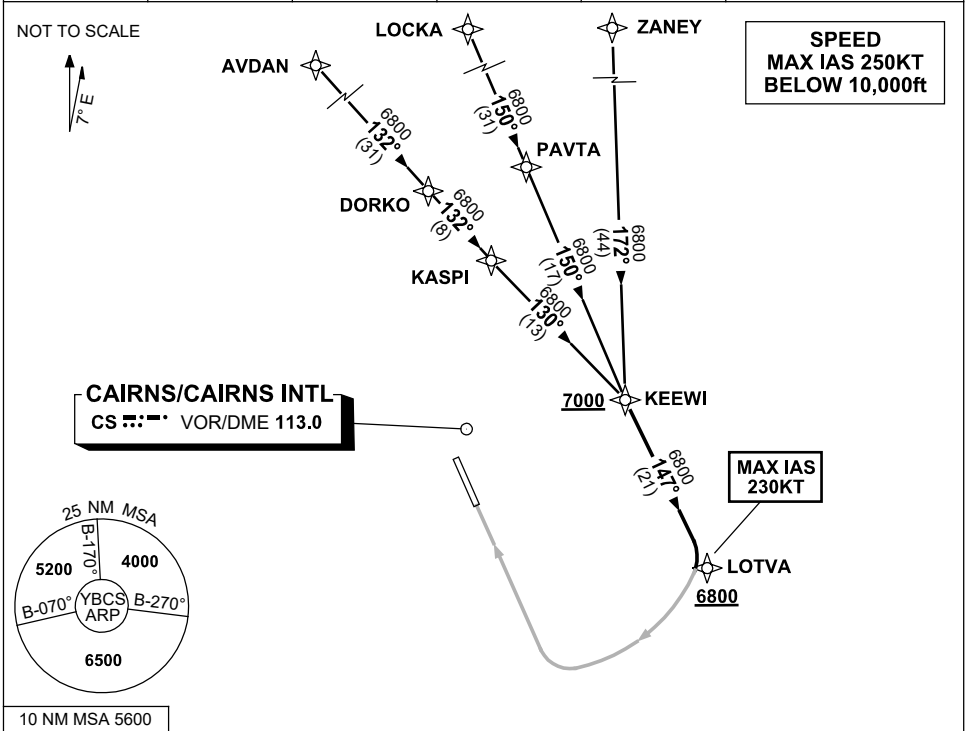 NOT TO SCALE
7° E
LOCKA
ZANEY
AVDAN
SPEED
MAX IAS 250KT
BELOW 10,000ft
6800
132°
(31)
6800
150°
(31)
PAVTA
DORKO
6800
132°
(8)
KASPI
6800
150°
(17)
6800
172°
(44)
6800
130°
(13)
7000
KEEWI
CAIRNS/CAIRNS INTL
CS VOR/DME 113.0
6800
147°
(21)
MAX IAS
230KT
LOTVA
6800
25 NM MSA
B-170°
5200
4000
B-070°
YBCS
ARP
B-270°
6500
10 NM MSA 5600